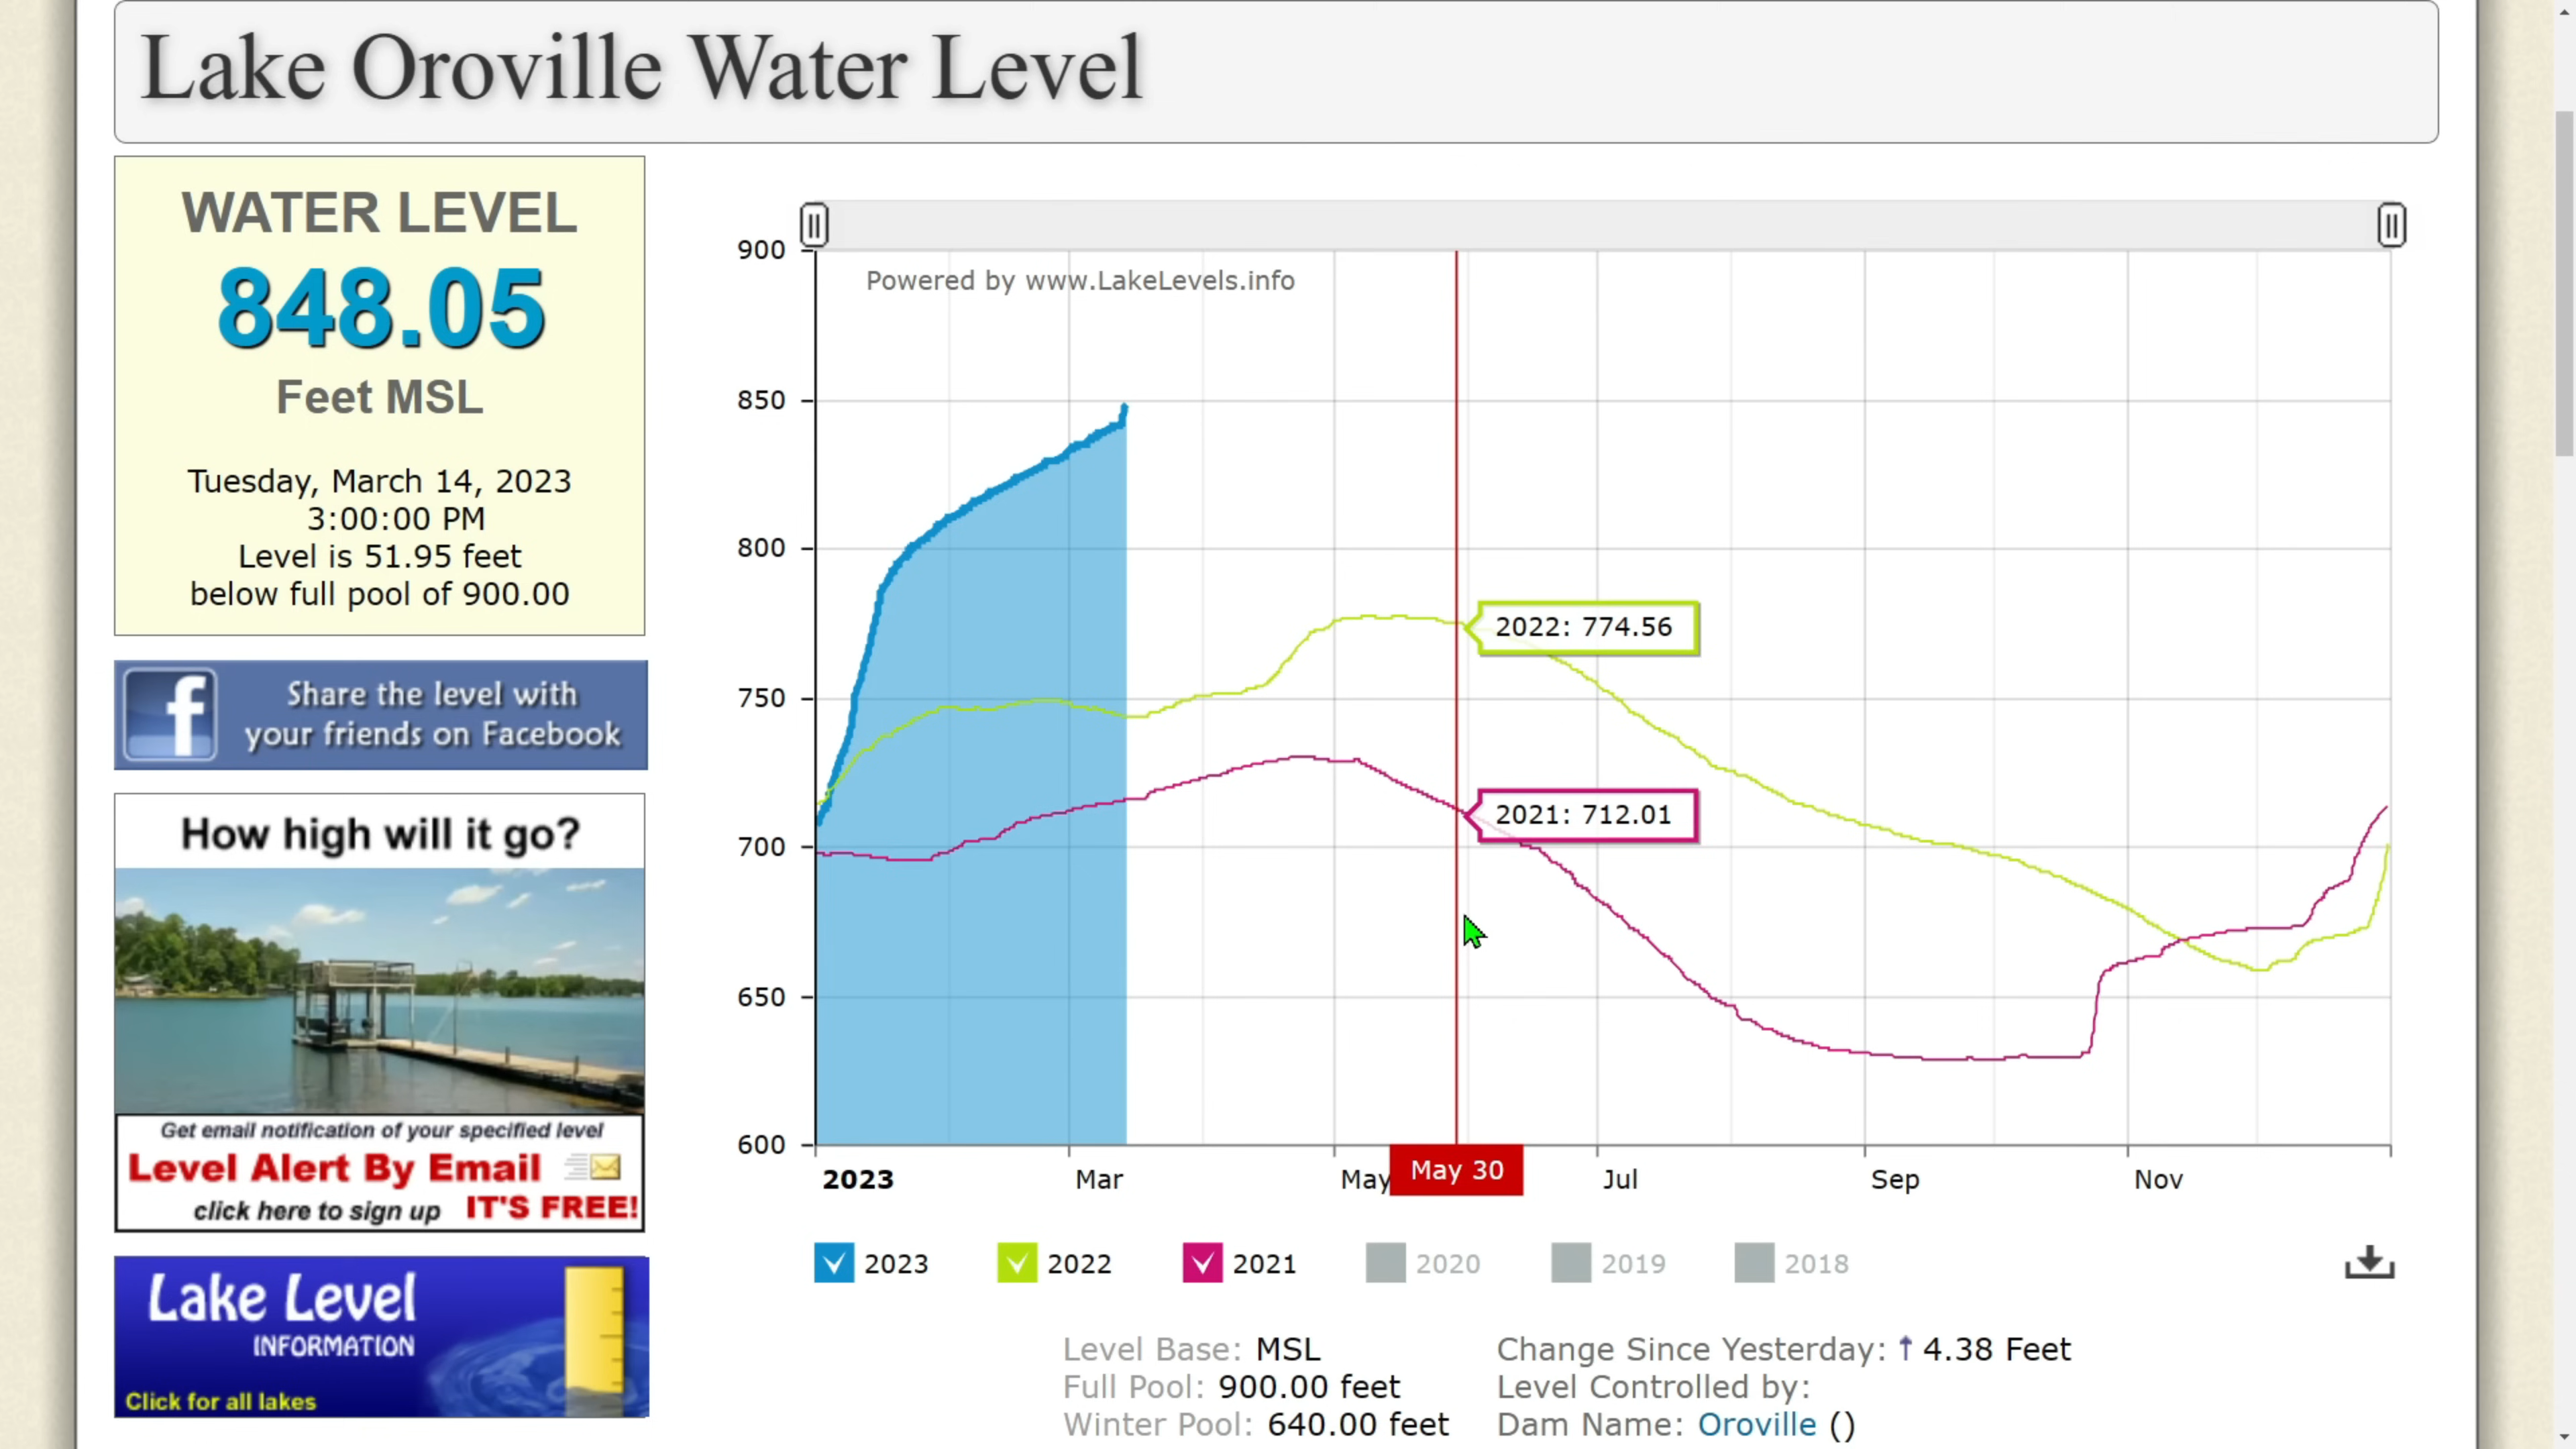 Lake Oroville Water Level
WATER LEVEL
848.05
Feet MSL
Tuesday, March 14, 2023
3:00:00 PM
Level is 51.95 feet
below full pool of 900.00
f
Share the level with
your friends on Facebook
How high will it go?
Get email notification of your specified level
Level Alert By Email
click here to sign up IT'S FREE!
Lake Level
INFORMATION
Click for all lakes
Powered by www.LakeLevels.info
900
850
800
750
700
650
600
2022: 774.56
2021: 712.01
2023 Mar May May 30 Jul Sep Nov
2023 2022 2021 2020 2019 2018
Level Base: MSL
Full Pool: 900.00 feet
Winter Pool: 640.00 feet
Change Since Yesterday: ↑ 4.38 Feet
Level Controlled by:
Dam Name: Oroville ()